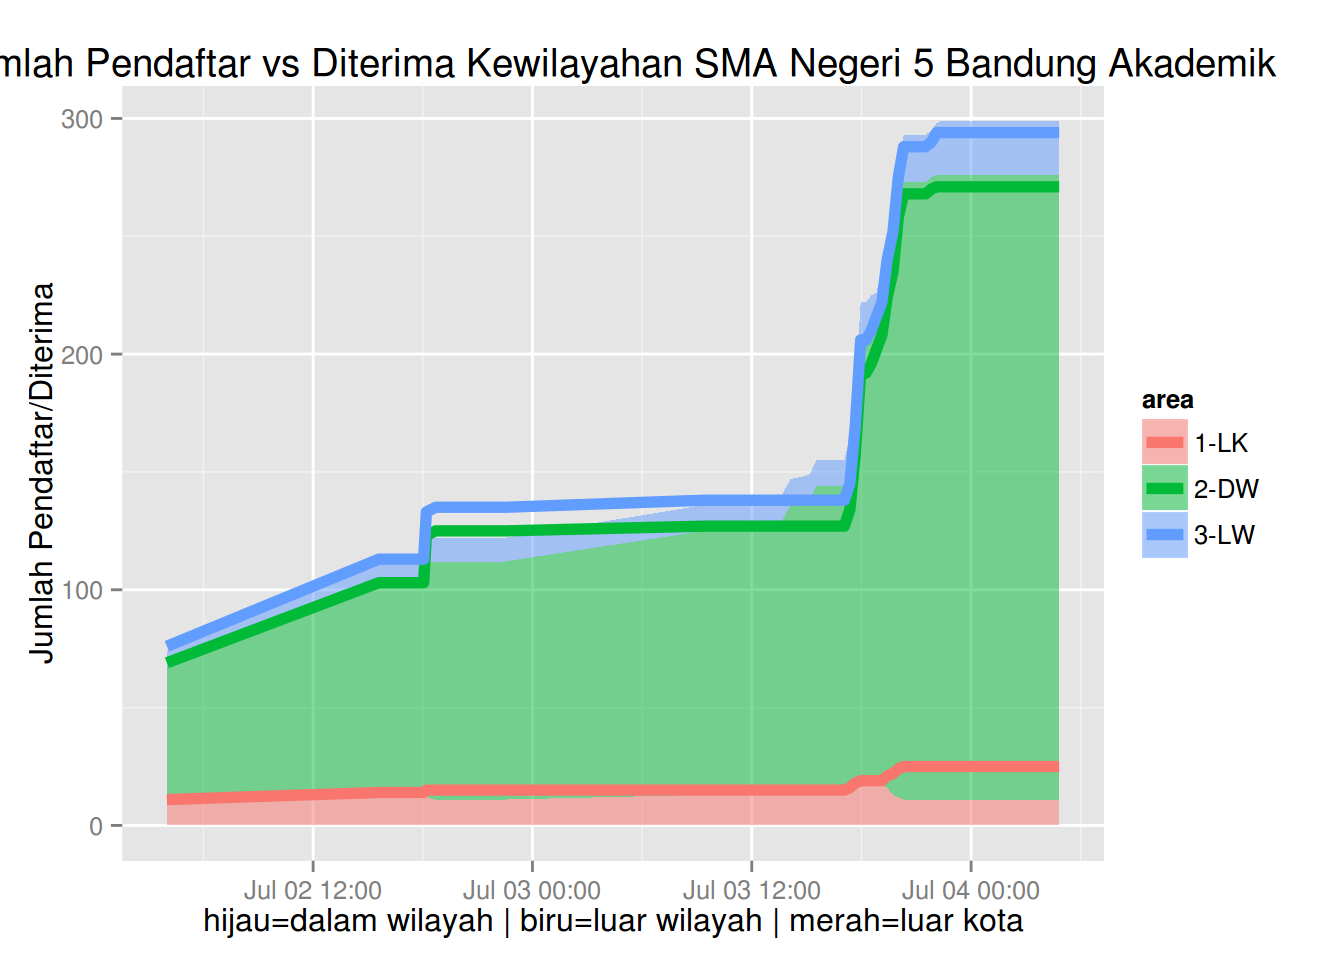 mlah Pendaftar vs Diterima Kewilayahan SMA Negeri 5 Bandung Akademik
Jumlah Pendaftar/Diterima
300
200
100
0
Jul 02 12:00
Jul 03 00:00
Jul 03 12:00
Jul 04 00:00
hijau=dalam wilayah | biru=luar wilayah | merah=luar kota
area
1-LK
2-DW
3-LW